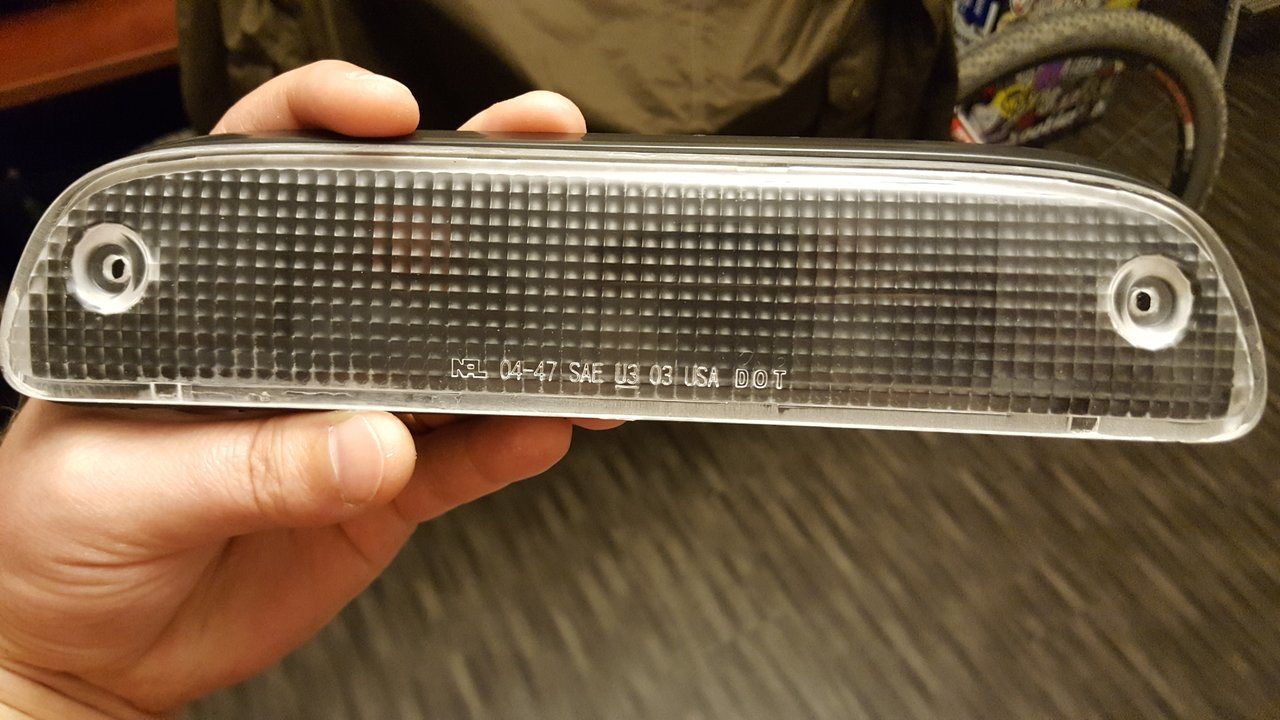 NAL 04-47 SAE U3 03 USA DOT